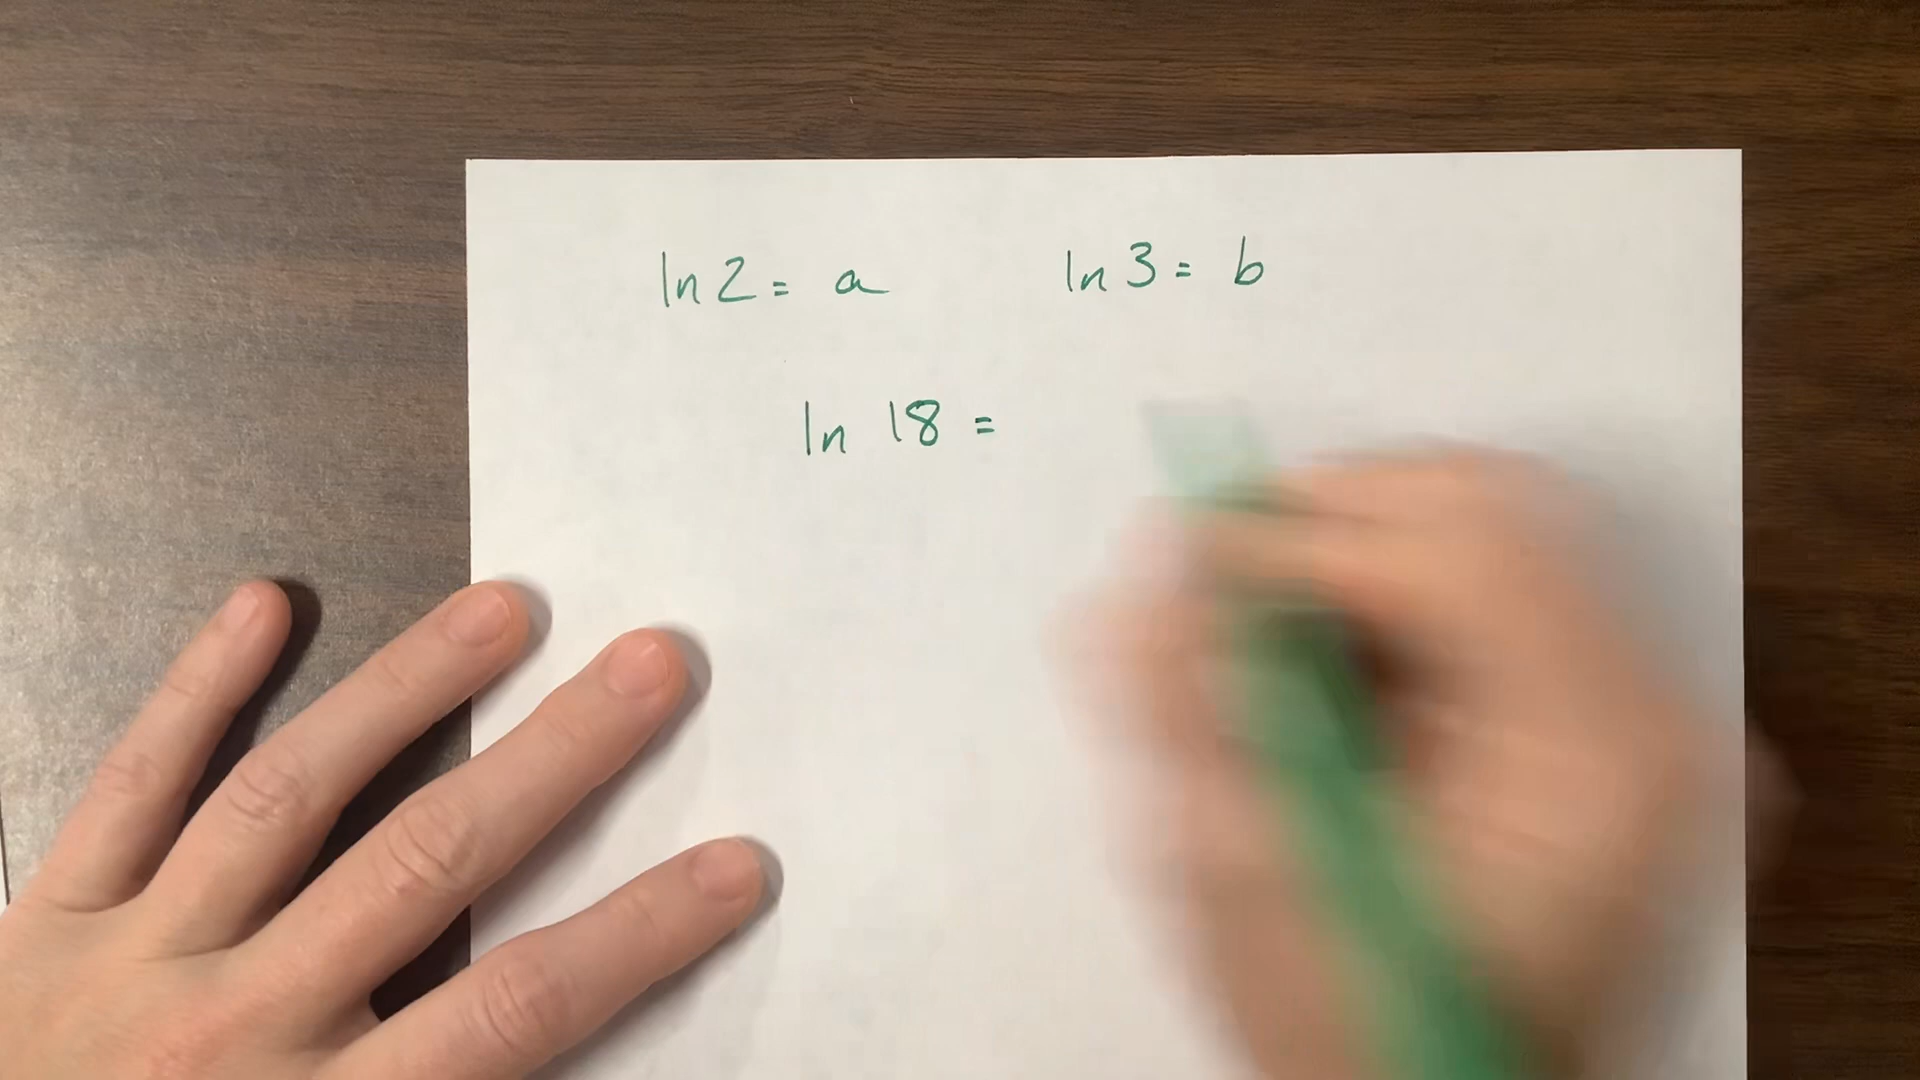 ln 2 = a ln 3 = b
ln 18 =